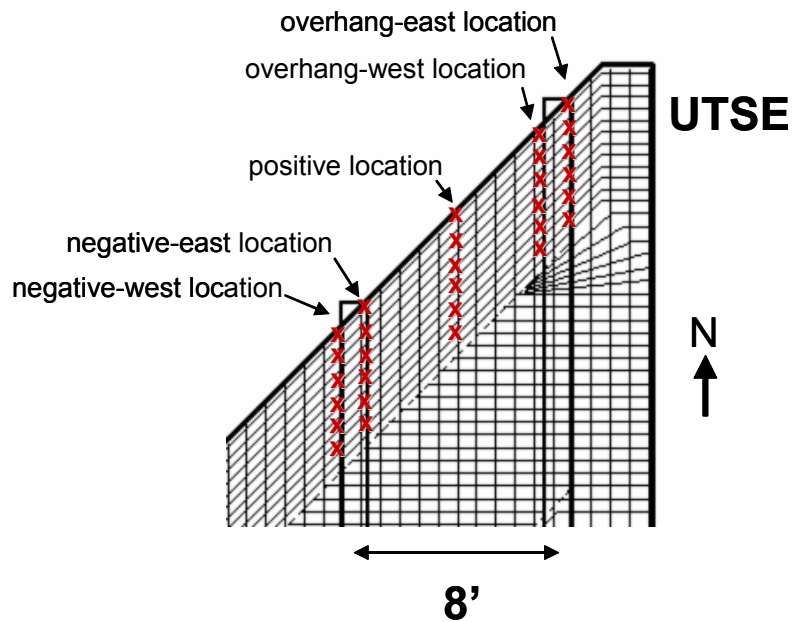 overhang-east location
overhang-west location
UTSE
positive location
negative-east location
negative-west location
N
8’